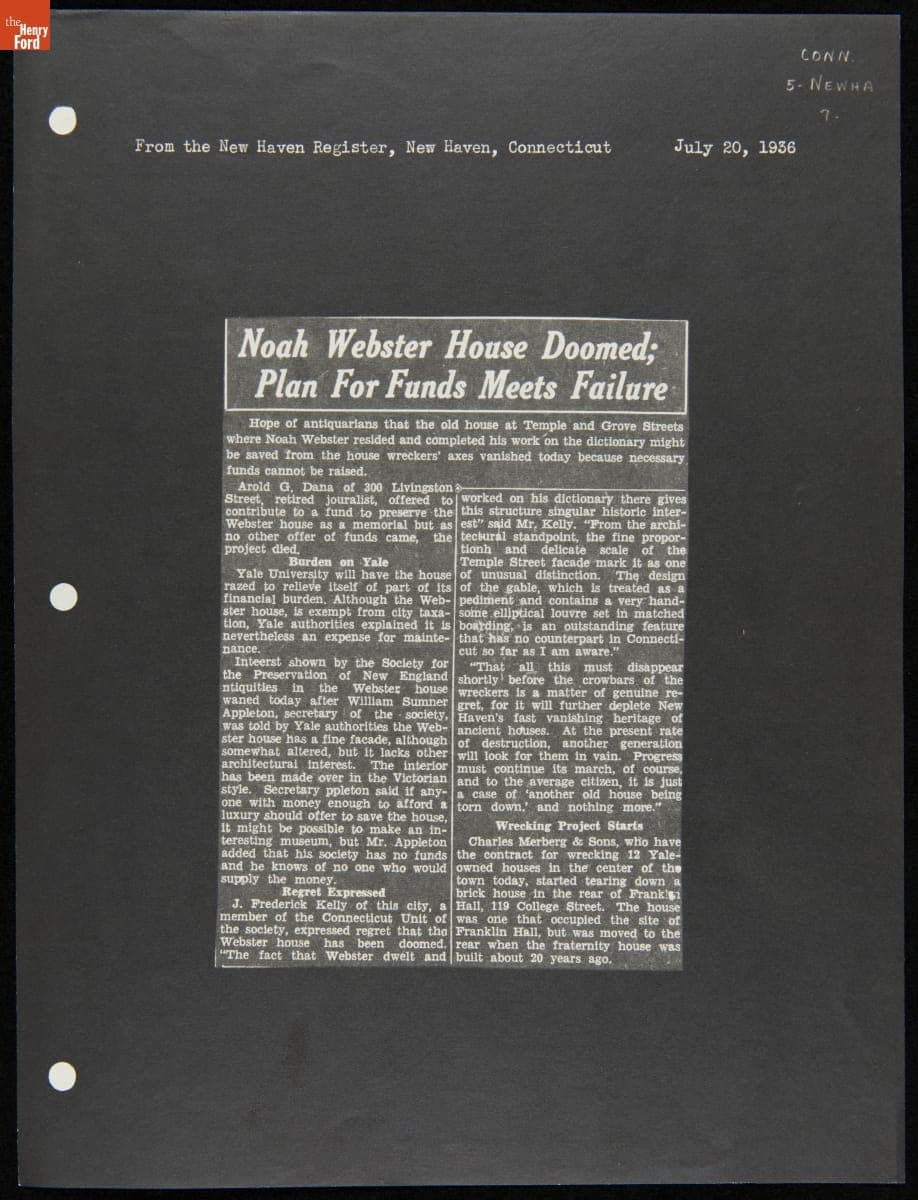 the
Henry
Ford
CONN.
5-NEWHA
7-
From the New Haven Register, New Haven, Connecticut July 20, 1936
Noah Webster House Doomed;
Plan For Funds Meets Failure
Hope of antiquarians that the old house at Temple and Grove Streets
where Noah Webster resided and completed his work on the dictionary might
be saved from the house wreckers' axes vanished today because necessary
funds cannot be raised.
Arold G. Dana of 300 Livingston
Street, retired jouralist, offered to
contribute to a fund to preserve the
Webster house as a memorial but as
no other offer of funds came, the
project died.
Burden on Yale
Yale University will have the house
razed to relieve itself of part of its
financial burden. Although the Web-
ster house, is exempt from city taxa-
tion, Yale authorities explained it is
nevertheless an expense for mainte-
nance.
Inteerst shown by the Society for
the Preservation of New England
ntiquities in the Webster house
waned today after William Sumner
Appleton, secretary of the society,
was told by Yale authorities the Web-
ster house has a fine facade, although
somewhat altered, but it lacks other
architectural interest. The interior
has been made over in the Victorian
style. Secretary ppleton said if any-
one with money enough to afford a
luxury should offer to save the house,
it might be possible to make an in-
teresting museum, but Mr. Appleton
added that his society has no funds
and he knows of no one who would
supply the money.
Regret Expressed
J. Frederick Kelly of this city, a
member of the Connecticut Unit of
the society, expressed regret that the
Webster house has been doomed.
"The fact that Webster dwelt and
worked on his dictionary there gives
this structure singular historic inter-
est" said Mr. Kelly. "From the archi-
tectural standpoint, the fine propor-
tionh and delicate scale of the
Temple Street facade mark it as one
of unusual distinction. The design
of the gable, which is treated as a
pediment and contains a very hand-
some elliptical louvre set in matched
boarding, is an outstanding feature
that has no counterpart in Connecti-
cut so far as I am aware."
"That all this must disappear
shortly before the crowbars of the
wreckers is a matter of genuine re-
gret, for it will further deplete New
Haven's fast vanishing heritage of
ancient houses. At the present rate
of destruction, another generation
will look for them in vain. Progress
must continue its march, of course,
and to the average citizen, it is just
a case of 'another old house being
torn down,' and nothing more."
Wrecking Project Starts
Charles Merberg & Sons, who have
the contract for wrecking 12 Yale-
owned houses in the center of the
town today, started tearing down a
brick house in the rear of Franklin
Hall, 119 College Street. The house
was one that occupied the site of
Franklin Hall, but was moved to the
rear when the fraternity house was
built about 20 years ago.